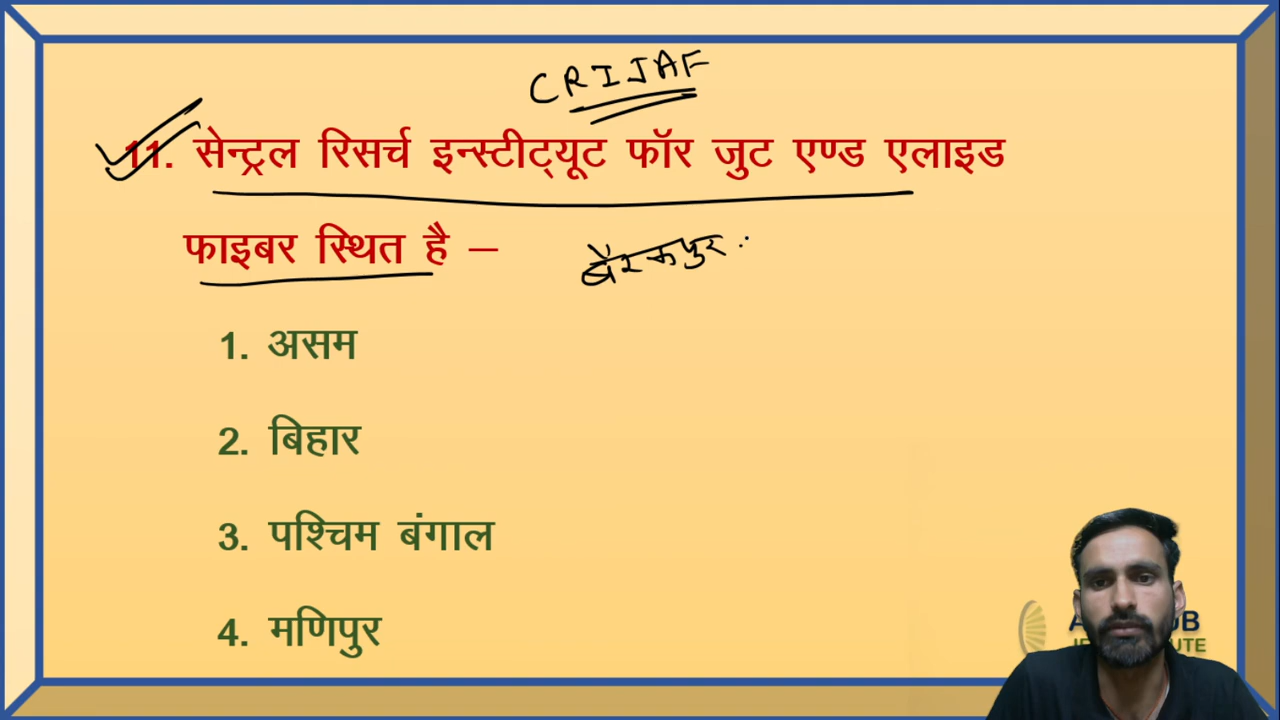 CRIJAF
11. सेन्ट्रल रिसर्च इन्स्टीट्यूट फॉर जुट एण्ड एलाइड
फाइबर स्थित है –
बैरकपुर
1. असम
2. बिहार
3. पश्चिम बंगाल
4. मणिपुर